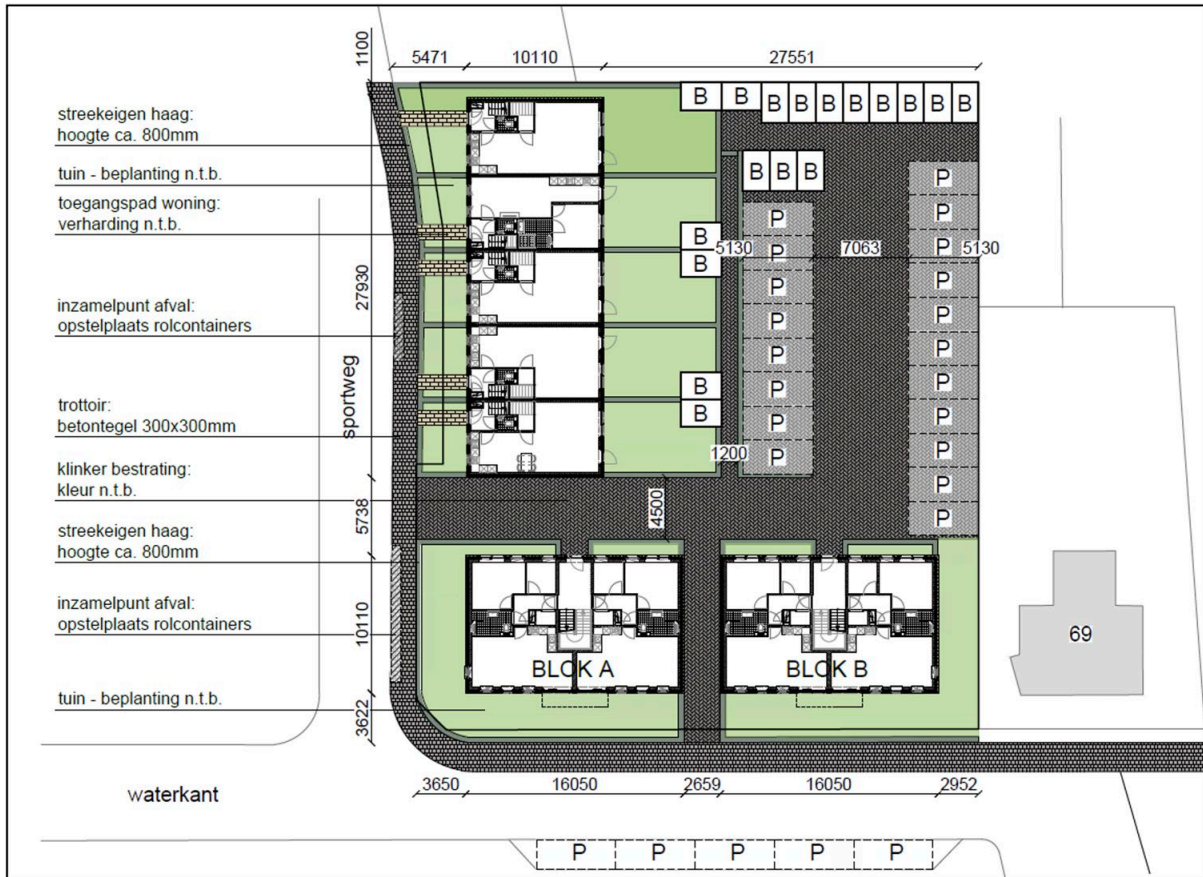 1100
5471
10110
27551
B
B
B
B
B
B
B
B
B
B
streekeigen haag:
hoogte ca. 800mm
tuin - beplanting n.t.b.
toegangspad woning:
verharding n.t.b.
inzamelpunt afval:
opstelplaats rolcontainers
trottoir:
betontegel 300x300mm
klinker bestrating:
kleur n.t.b.
streekeigen haag:
hoogte ca. 800mm
inzamelpunt afval:
opstelplaats rolcontainers
tuin - beplanting n.t.b.
27930
sportweg
5738
10110
3622
B
B
B
B
B
B
B
P
P
P
P
P
P
P
P
5130
7063
5130
P
P
P
P
P
P
P
P
P
P
P
1200
4500
BLOK A
BLOK B
69
3650
16050
2659
16050
2952
waterkant
P
P
P
P
P